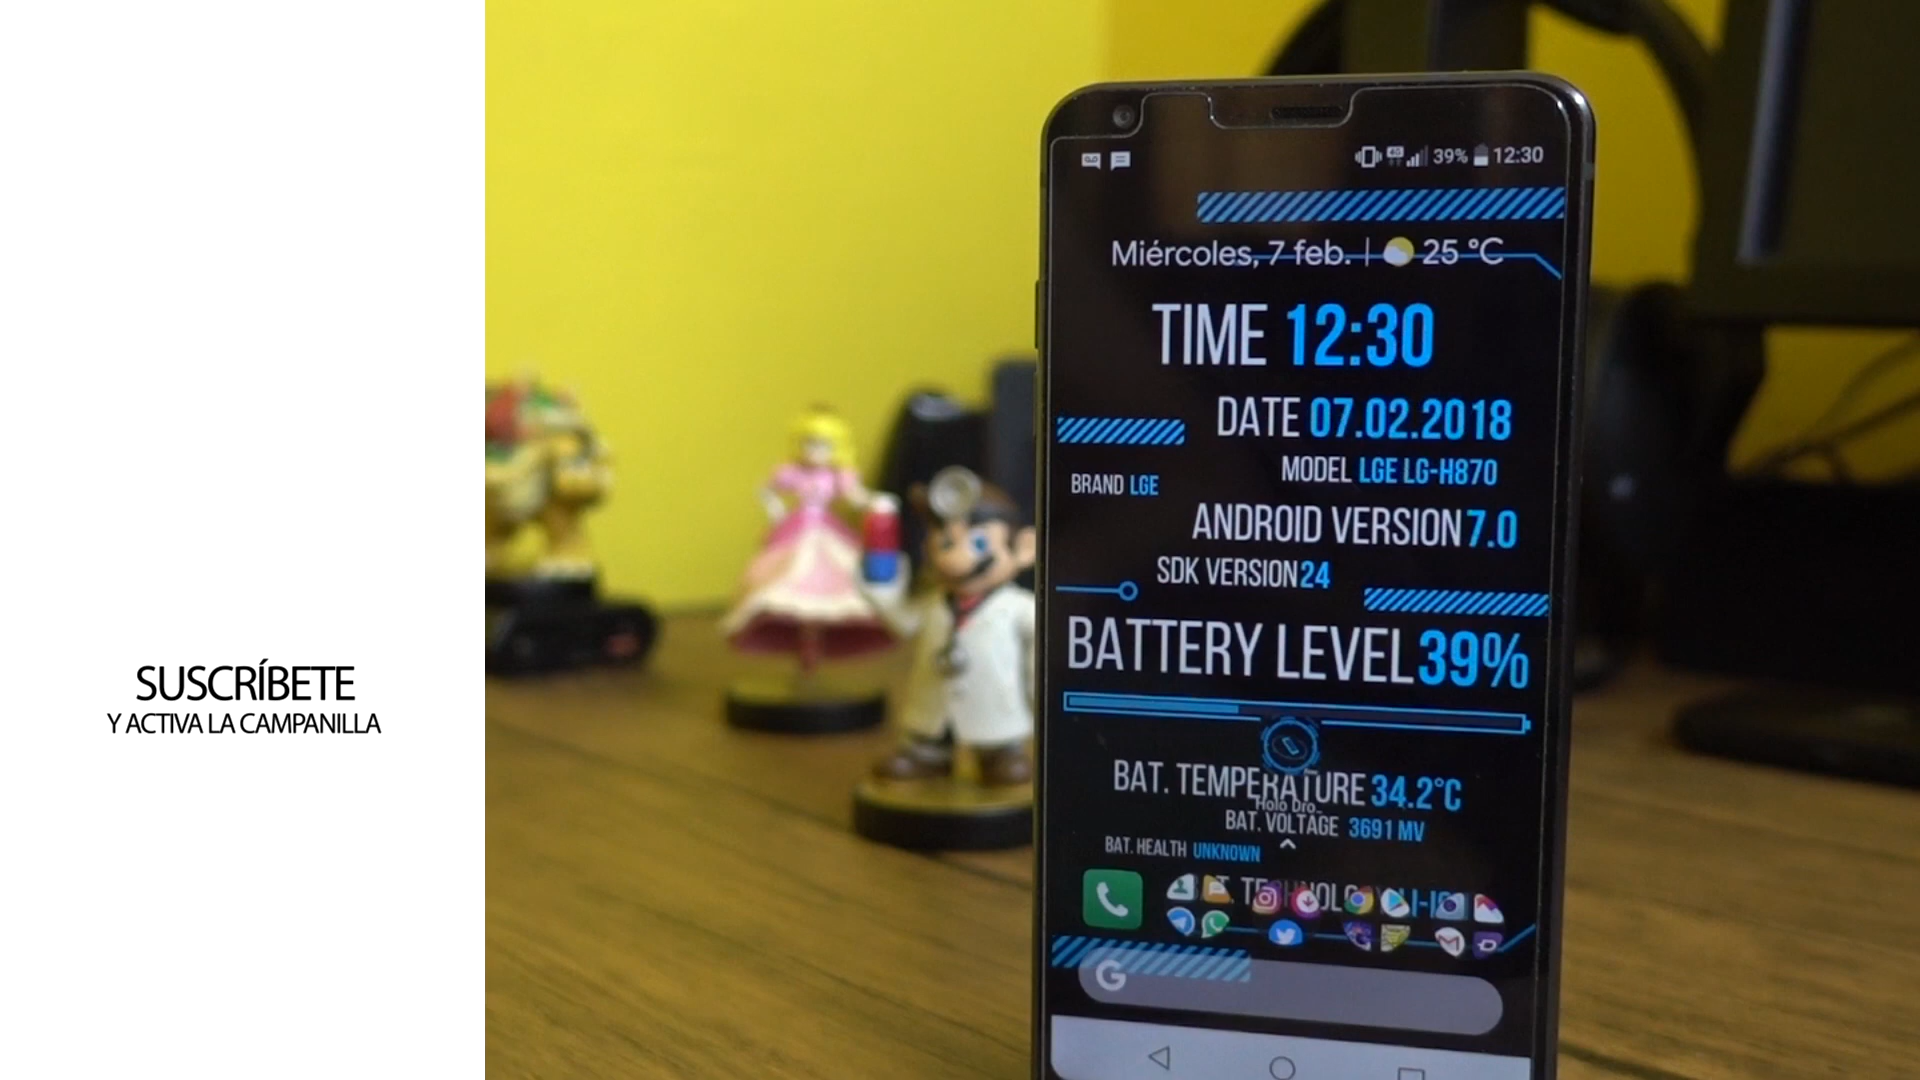 SUSCRÍBETE
Y ACTIVA LA CAMPANILLA
39% 12:30
Miércoles, 7 feb. | 25 °C
TIME 12:30
DATE 07.02.2018
MODEL LGE LG-H870
BRAND LGE
ANDROID VERSION 7.0
SDK VERSION 24
BATTERY LEVEL 39%
BAT. TEMPERATURE 34.2°C
Holo Dro...
BAT. VOLTAGE 3691 MV
BAT. HEALTH UNKNOWN
G